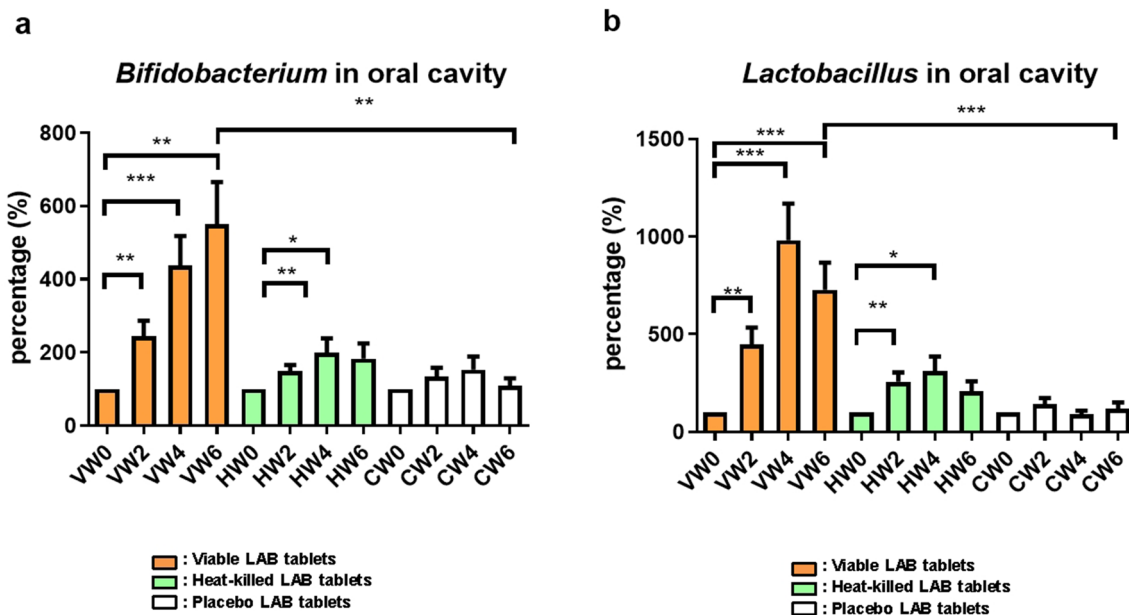 a
Bifidobacterium in oral cavity
**
800
600
400
200
0
percentage (%)
**
***
**
*
**
VW0 VW2 VW4 VW6 HW0 HW2 HW4 HW6 CW0 CW2 CW4 CW6
: Viable LAB tablets
: Heat-killed LAB tablets
: Placebo LAB tablets
b
Lactobacillus in oral cavity
***
1500
1000
500
0
percentage (%)
***
***
**
*
**
VW0 VW2 VW4 VW6 HW0 HW2 HW4 HW6 CW0 CW2 CW4 CW6
: Viable LAB tablets
: Heat-killed LAB tablets
: Placebo LAB tablets